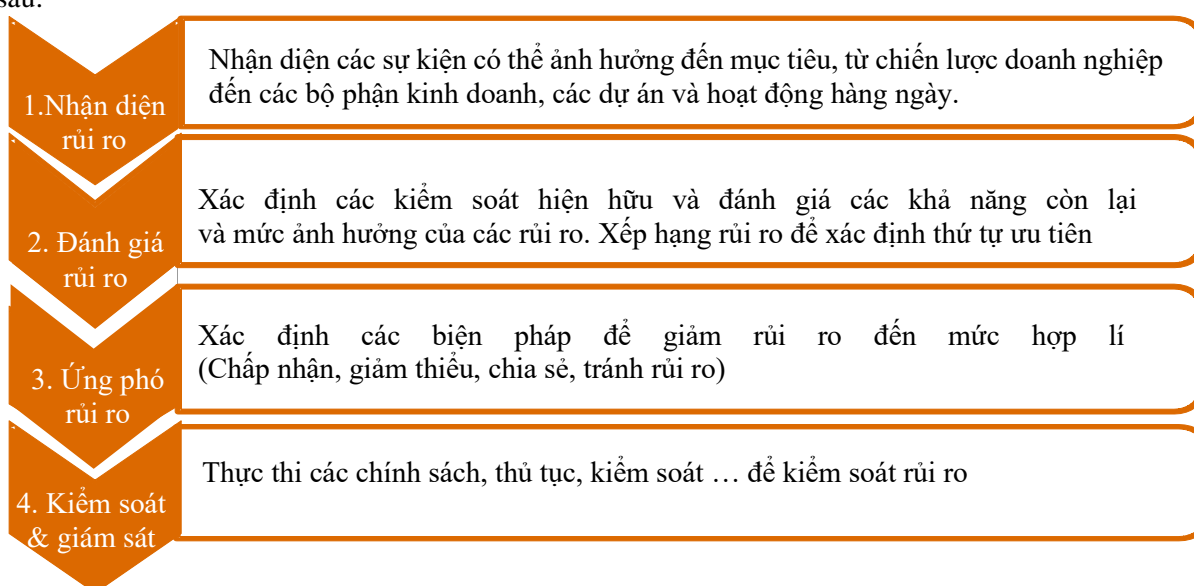 sau:
1.Nhận diện
rủi ro
Nhận diện các sự kiện có thể ảnh hưởng đến mục tiêu, từ chiến lược doanh nghiệp
đến các bộ phận kinh doanh, các dự án và hoạt động hàng ngày.
2. Đánh giá
rủi ro
Xác định các kiểm soát hiện hữu và đánh giá các khả năng còn lại
và mức ảnh hưởng của các rủi ro. Xếp hạng rủi ro để xác định thứ tự ưu tiên
3. Ứng phó
rủi ro
Xác định các biện pháp để giảm rủi ro đến mức hợp lí
(Chấp nhận, giảm thiểu, chia sẻ, tránh rủi ro)
4. Kiểm soát
& giám sát
Thực thi các chính sách, thủ tục, kiểm soát … để kiểm soát rủi ro